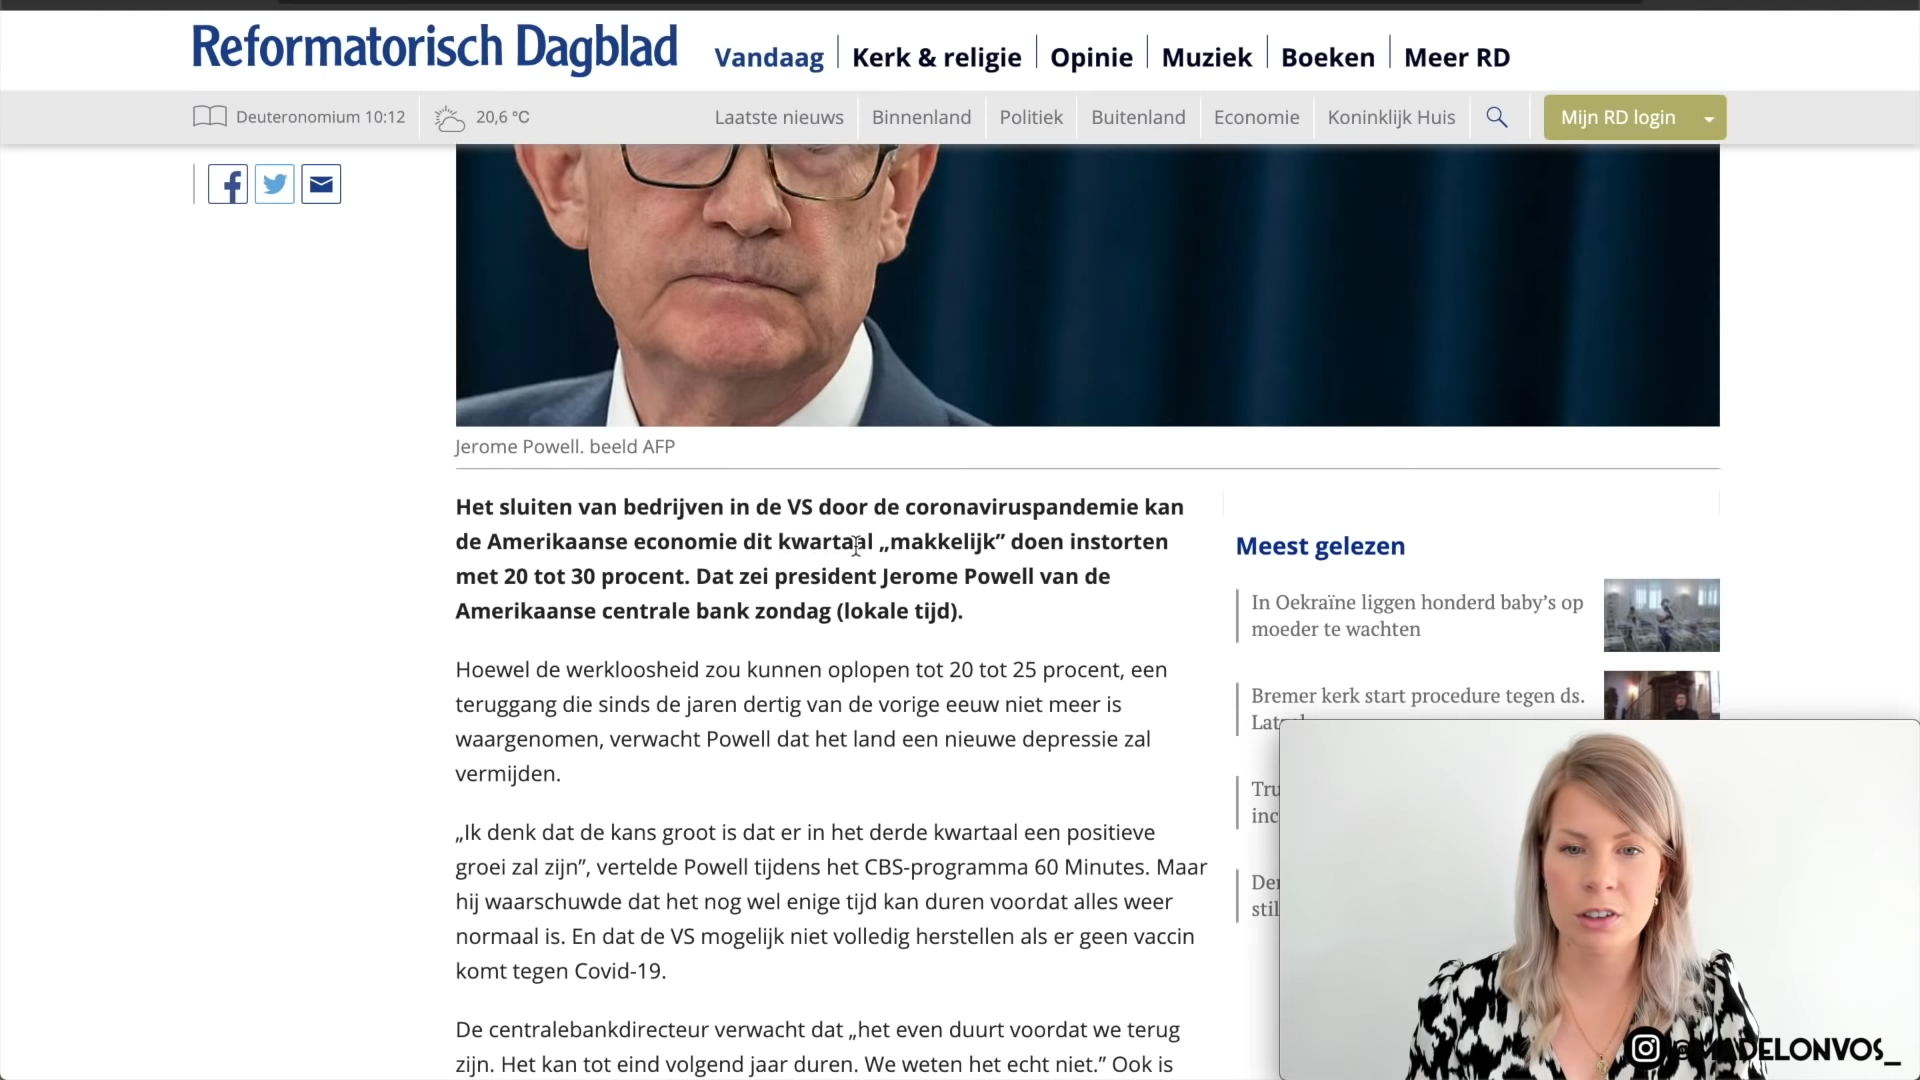 Reformatorisch Dagblad
Vandaag
Kerk & religie
Opinie
Muziek
Boeken
Meer RD
Deuteronomium 10:12
20,6 °C
Laatste nieuws
Binnenland
Politiek
Buitenland
Economie
Koninklijk Huis
Mijn RD login
Jerome Powell. beeld AFP
Het sluiten van bedrijven in de VS door de coronaviruspandemie kan
de Amerikaanse economie dit kwartaal „makkelijk” doen instorten
met 20 tot 30 procent. Dat zei president Jerome Powell van de
Amerikaanse centrale bank zondag (lokale tijd).
Hoewel de werkloosheid zou kunnen oplopen tot 20 tot 25 procent, een
teruggang die sinds de jaren dertig van de vorige eeuw niet meer is
waargenomen, verwacht Powell dat het land een nieuwe depressie zal
vermijden.
„Ik denk dat de kans groot is dat er in het derde kwartaal een positieve
groei zal zijn”, vertelde Powell tijdens het CBS-programma 60 Minutes. Maar
hij waarschuwde dat het nog wel enige tijd kan duren voordat alles weer
normaal is. En dat de VS mogelijk niet volledig herstellen als er geen vaccin
komt tegen Covid-19.
De centralebankdirecteur verwacht dat „het even duurt voordat we terug
zijn. Het kan tot eind volgend jaar duren. We weten het echt niet.” Ook is
Meest gelezen
In Oekraïne liggen honderd baby’s op
moeder te wachten
Bremer kerk start procedure tegen ds.
@MADELONVOS_